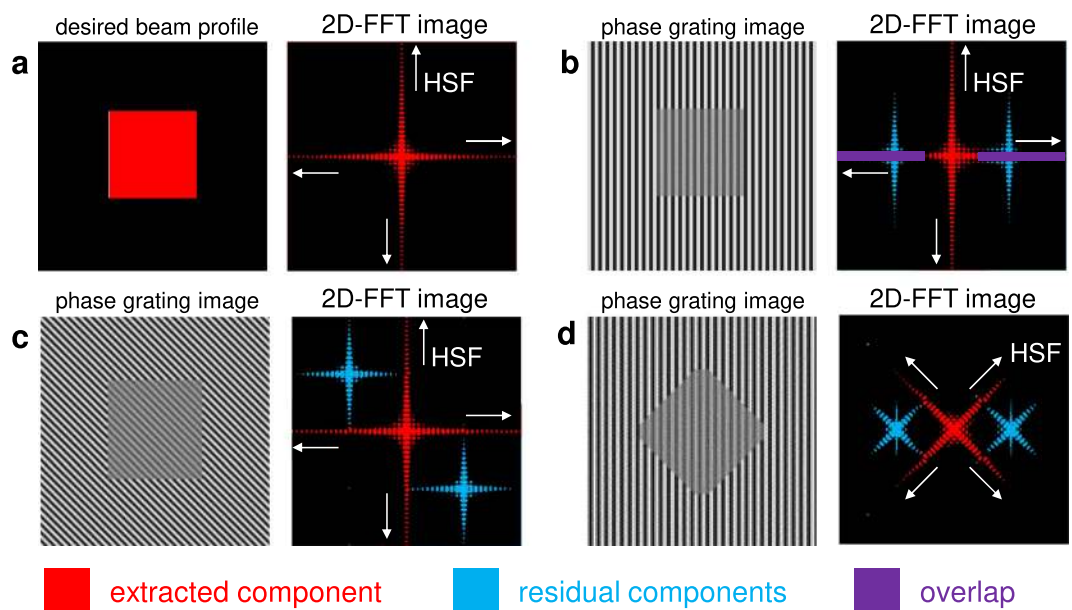 desired beam profile
2D-FFT image
a
HSF
phase grating image
2D-FFT image
b
HSF
phase grating image
2D-FFT image
c
HSF
phase grating image
2D-FFT image
d
HSF
extracted component
residual components
overlap